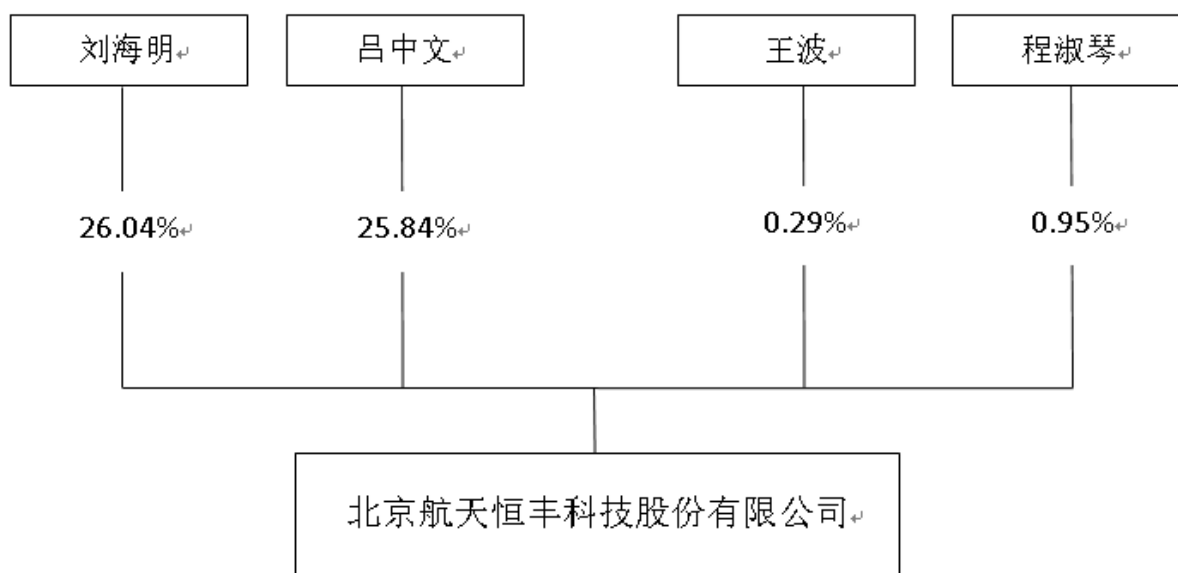 刘海明 吕中文 王波 程淑琴
26.04% 25.84% 0.29% 0.95%
北京航天恒丰科技股份有限公司